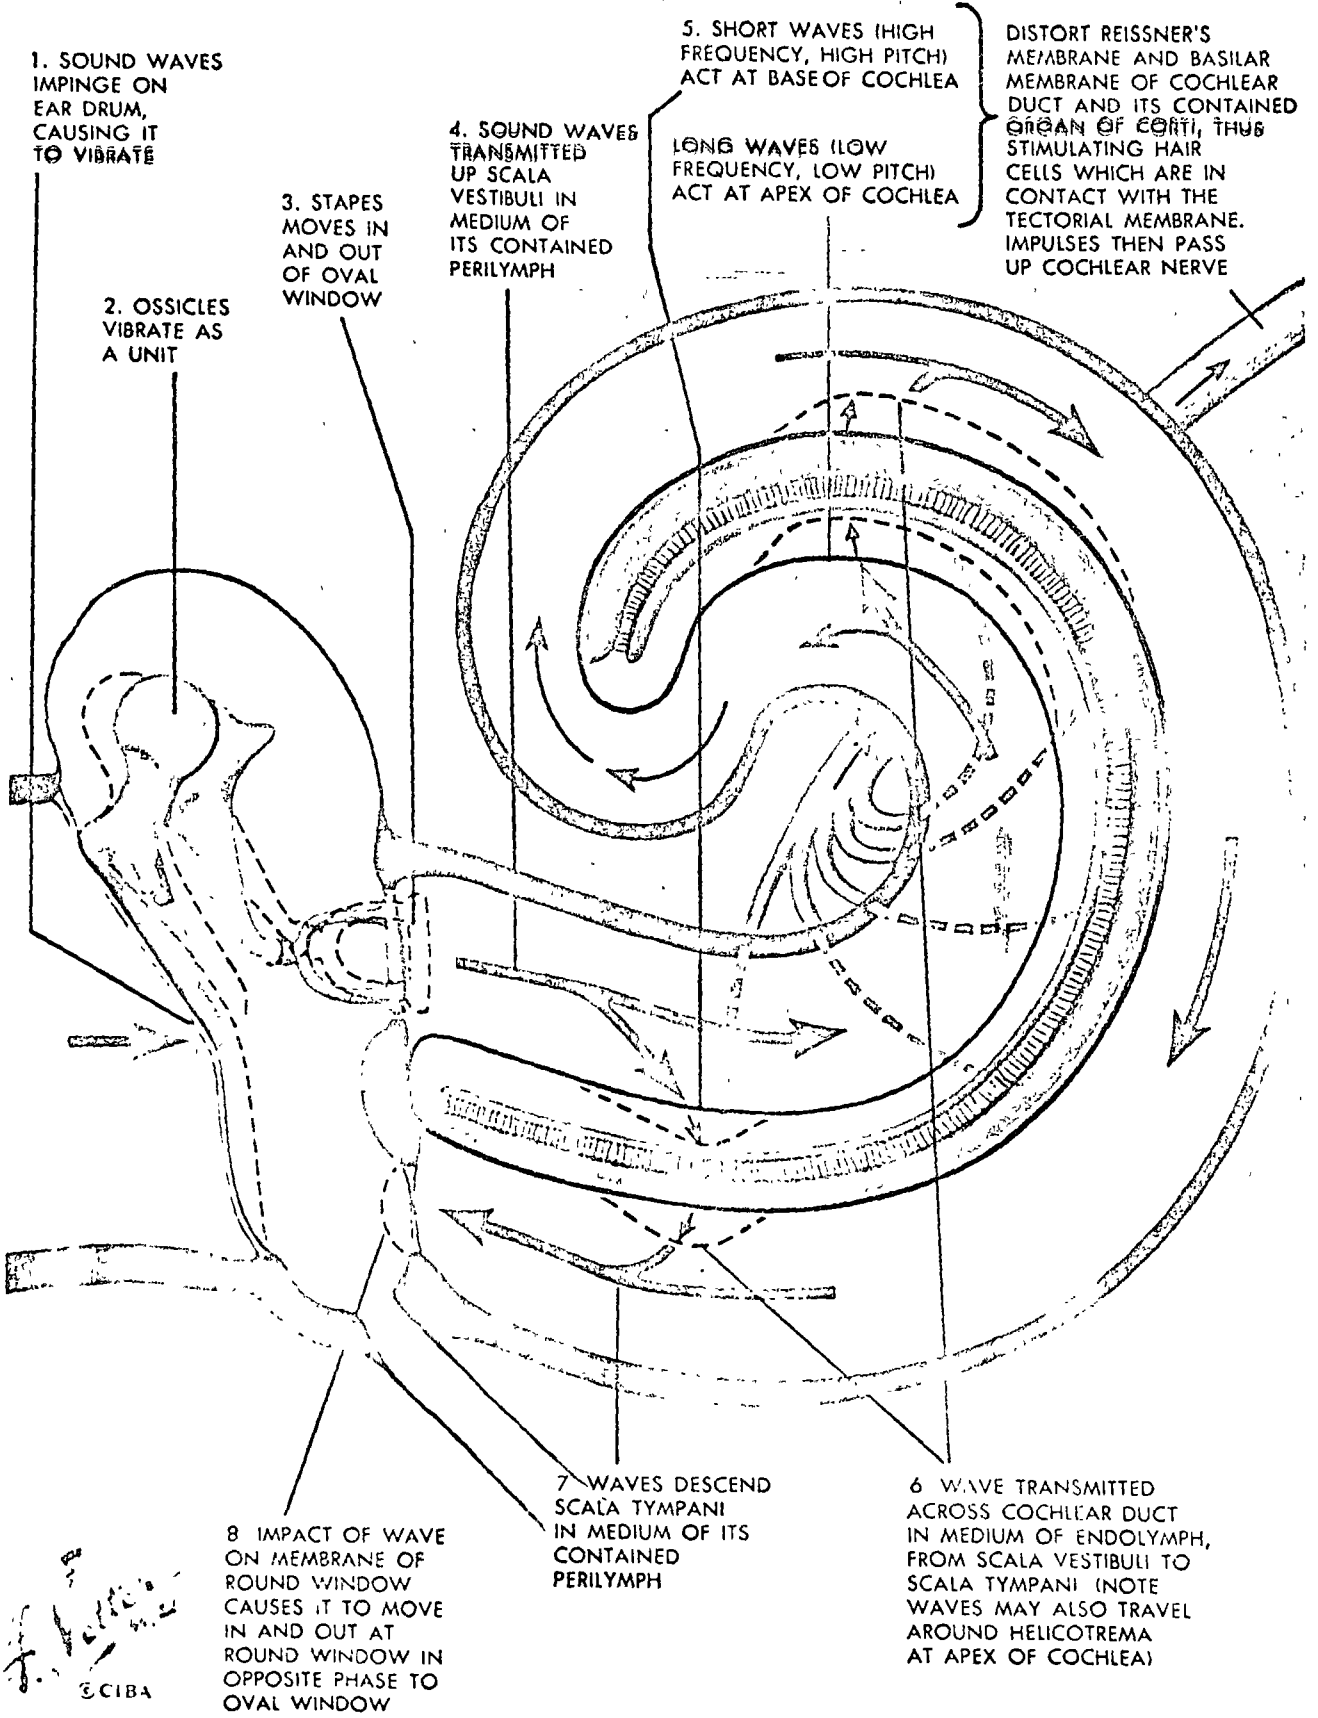 1. SOUND WAVES
IMPINGE ON
EAR DRUM,
CAUSING IT
TO VIBRATE
2. OSSICLES
VIBRATE AS
A UNIT
3. STAPES
MOVES IN
AND OUT
OF OVAL
WINDOW
4. SOUND WAVES
TRANSMITTED
UP SCALA
VESTIBULI IN
MEDIUM OF
ITS CONTAINED
PERILYMPH
5. SHORT WAVES (HIGH
FREQUENCY, HIGH PITCH)
ACT AT BASE OF COCHLEA
LONG WAVES (LOW
FREQUENCY, LOW PITCH)
ACT AT APEX OF COCHLEA
DISTORT REISSNER'S
MEMBRANE AND BASILAR
MEMBRANE OF COCHLEAR
DUCT AND ITS CONTAINED
ORGAN OF CORTI, THUS
STIMULATING HAIR
CELLS WHICH ARE IN
CONTACT WITH THE
TECTORIAL MEMBRANE.
IMPULSES THEN PASS
UP COCHLEAR NERVE
6 WAVE TRANSMITTED
ACROSS COCHLEAR DUCT
IN MEDIUM OF ENDOLYMPH,
FROM SCALA VESTIBULI TO
SCALA TYMPANI (NOTE
WAVES MAY ALSO TRAVEL
AROUND HELICOTREMA
AT APEX OF COCHLEA)
7 WAVES DESCEND
SCALA TYMPANI
IN MEDIUM OF ITS
CONTAINED
PERILYMPH
8 IMPACT OF WAVE
ON MEMBRANE OF
ROUND WINDOW
CAUSES IT TO MOVE
IN AND OUT AT
ROUND WINDOW IN
OPPOSITE PHASE TO
OVAL WINDOW
©CIBA